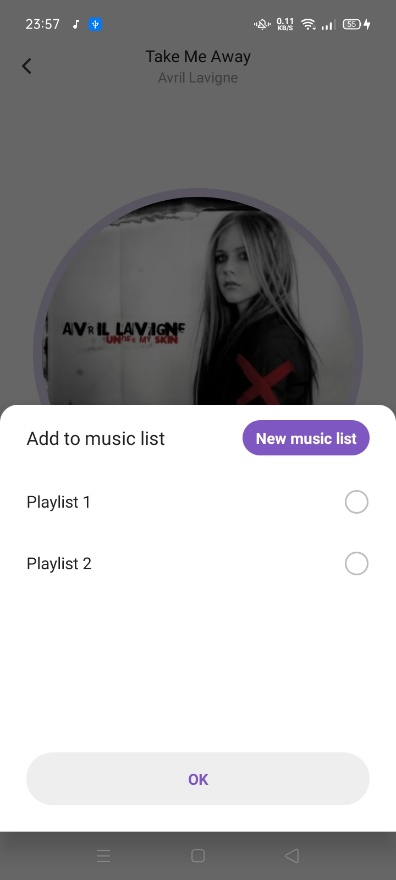 23:57
0.11
KB/S
55
Take Me Away
Avril Lavigne
AVRIL LAVIGNE
UNDER MY SKIN
Add to music list
New music list
Playlist 1
Playlist 2
OK